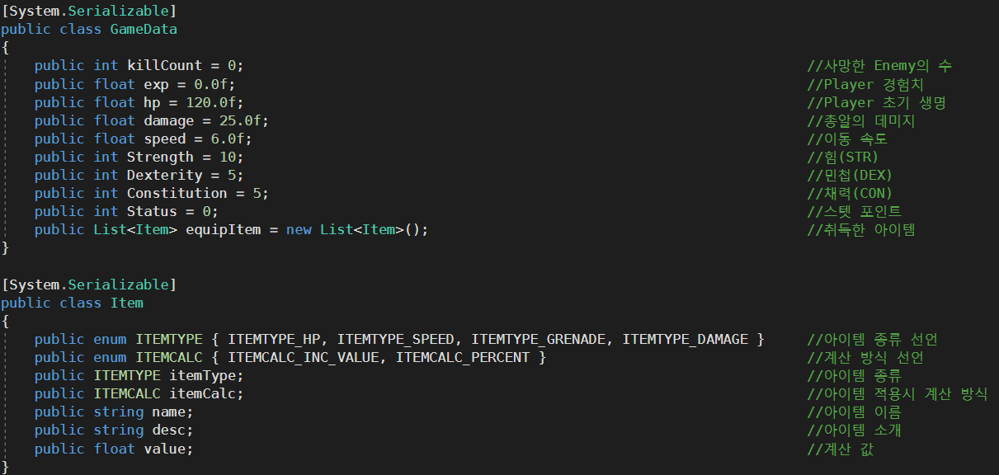 [System.Serializable]
public class GameData
{
    public int killCount = 0; //사망한 Enemy의 수
    public float exp = 0.0f; //Player 경험치
    public float hp = 120.0f; //Player 초기 생명
    public float damage = 25.0f; //총알의 데미지
    public float speed = 6.0f; //이동 속도
    public int Strength = 10; //힘(STR)
    public int Dexterity = 5; //민첩(DEX)
    public int Constitution = 5; //채력(CON)
    public int Status = 0; //스텟 포인트
    public List<Item> equipItem = new List<Item>(); //취득한 아이템
}
[System.Serializable]
public class Item
{
    public enum ITEMTYPE { ITEMTYPE_HP, ITEMTYPE_SPEED, ITEMTYPE_GRENADE, ITEMTYPE_DAMAGE } //아이템 종류 선언
    public enum ITEMCALC { ITEMCALC_INC_VALUE, ITEMCALC_PERCENT } //계산 방식 선언
    public ITEMTYPE itemType; //아이템 종류
    public ITEMCALC itemCalc; //아이템 적용시 계산 방식
    public string name; //아이템 이름
    public string desc; //아이템 소개
    public float value; //계산 값
}